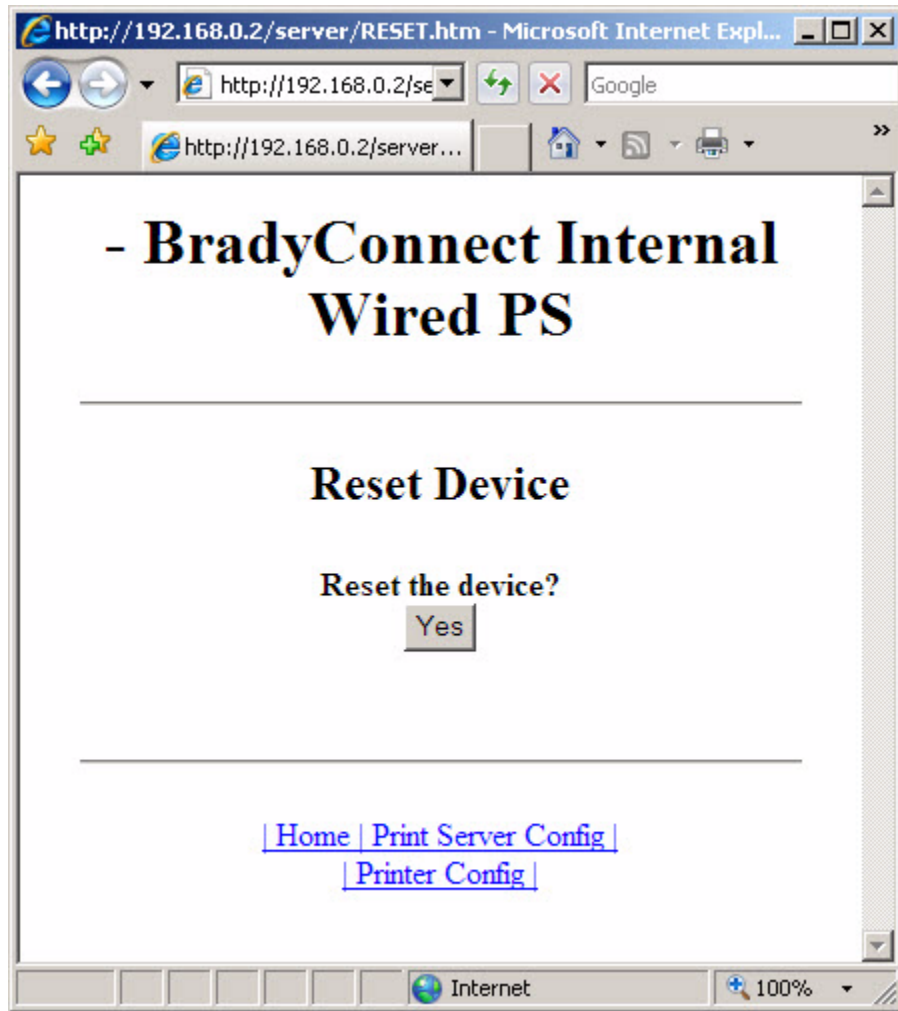 http://192.168.0.2/server/RESET.htm - Microsoft Internet Expl...
http://192.168.0.2/se
Google
http://192.168.0.2/server...
- BradyConnect Internal
Wired PS
Reset Device
Reset the device?
Yes
| Home | Print Server Config |
| Printer Config |
Internet
100%